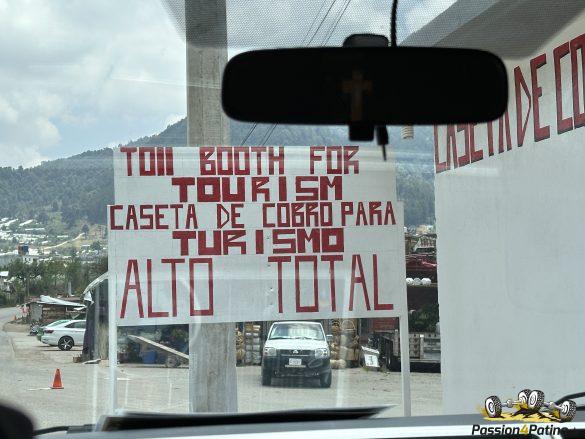 TOll BOOTH FOR
TOURISM
CASETA DE COBRO PARA
TURISMO
ALTO TOTAL
CASETA DE CO
Passion4Patina